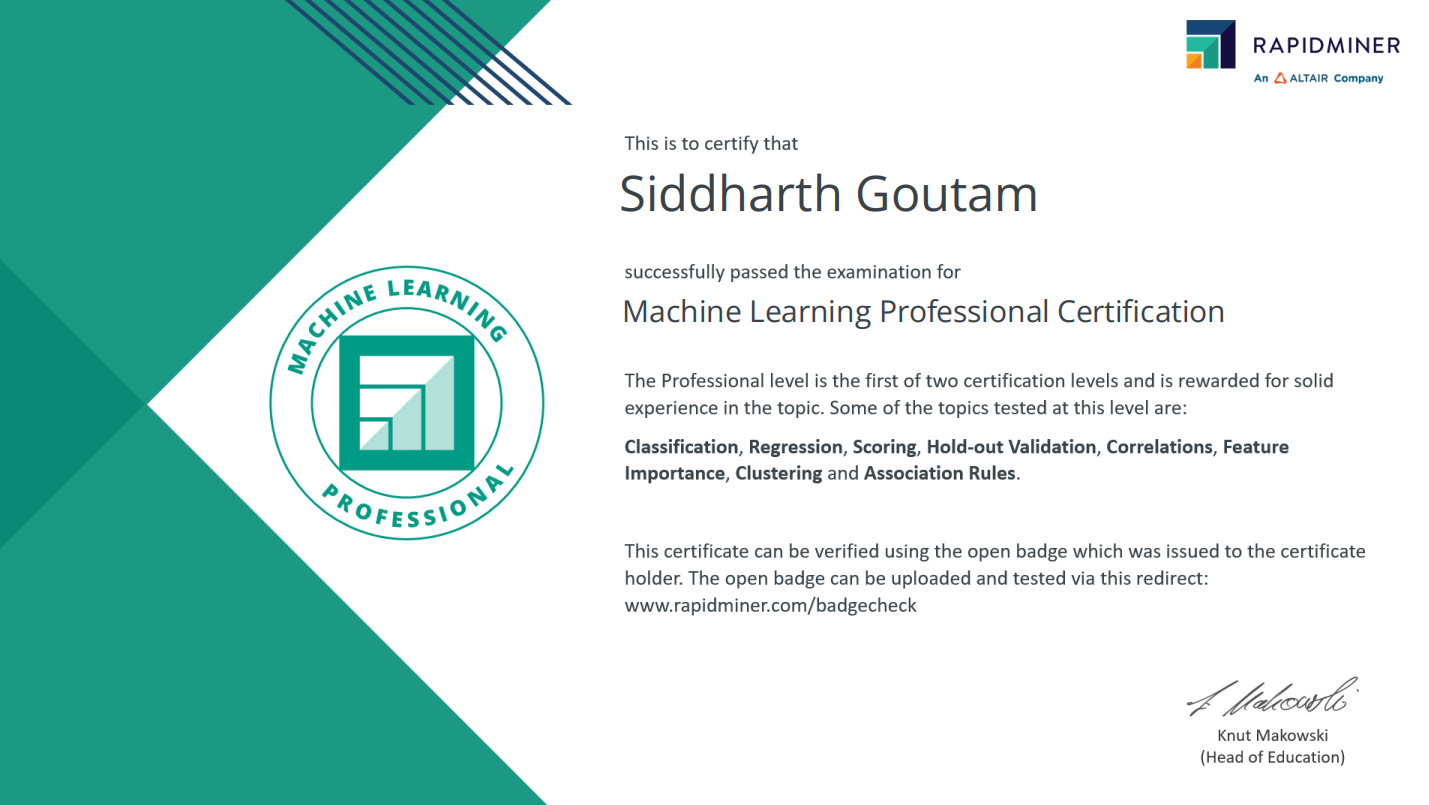 RAPIDMINER
An ALTAIR Company
This is to certify that
Siddharth Goutam
successfully passed the examination for
Machine Learning Professional Certification
MACHINE LEARNING
PROFESSIONAL
The Professional level is the first of two certification levels and is rewarded for solid
experience in the topic. Some of the topics tested at this level are:
Classification, Regression, Scoring, Hold-out Validation, Correlations, Feature
Importance, Clustering and Association Rules.
This certificate can be verified using the open badge which was issued to the certificate
holder. The open badge can be uploaded and tested via this redirect:
www.rapidminer.com/badgecheck
K Makowski
Knut Makowski
(Head of Education)